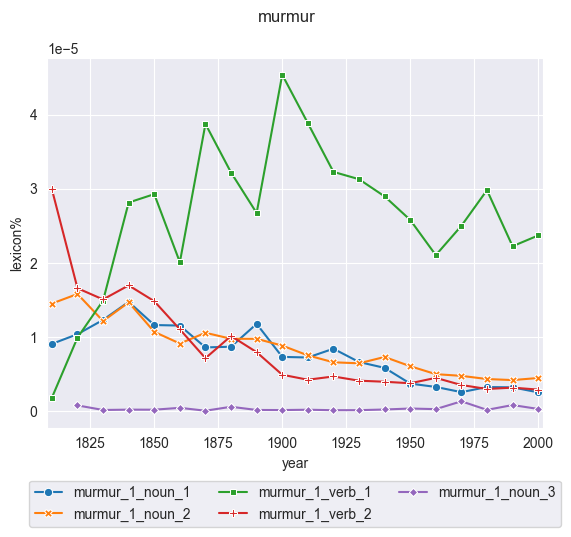 murmur
1e−5
4
3
2
1
0
lexicon%
1825 1850 1875 1900 1925 1950 1975 2000
year
murmur_1_noun_1 murmur_1_verb_1 murmur_1_noun_3
murmur_1_noun_2 murmur_1_verb_2